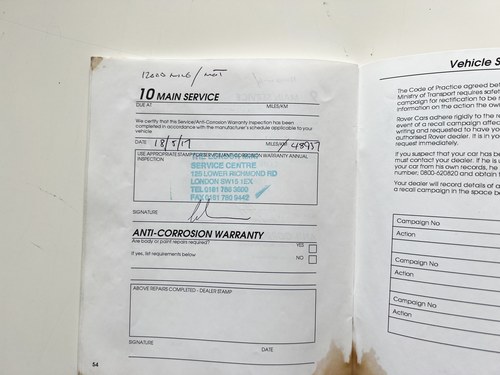 12000 MILE / MOT
10 MAIN SERVICE
DUE AT MILES/KM
We certify that the Service/Anti-Corrosion Warranty Inspection has been
completed in accordance with the manufacturer's schedule applicable to your
vehicle
DATE 18/5/17 MILES/KM 48937
USE APPROPRIATE STAMP FOR SERVICE/ANTI-CORROSION WARRANTY ANNUAL
INSPECTION
SERVICE CENTRE
135 LOWER RICHMOND RD
LONDON SW15 1EX
TEL 0181 780 3500
FAX 0181 780 5442
SIGNATURE
ANTI-CORROSION WARRANTY
Are body or paint repairs required? YES
If yes, list requirements below NO
ABOVE REPAIRS COMPLETED - DEALER STAMP
SIGNATURE
DATE
54
Vehicle S
The Code of Practice agreed bet
Ministry of Transport requires safet
campaign for rectification to be
information on the action the own
Rover Cars adhere rigidly to the re
event of a recall campaign affec
writing and requested to have yo
authorised Rover dealer. It is in yo
request immediately.
If you suspect that your car has be
must contact your dealer. If he is u
your car from his own records, he
number; 0800-620820 and obtain t
Your dealer will record details of a
a recall campaign in the space be
Campaign No
Action
Campaign No
Action
Campaign No
Action